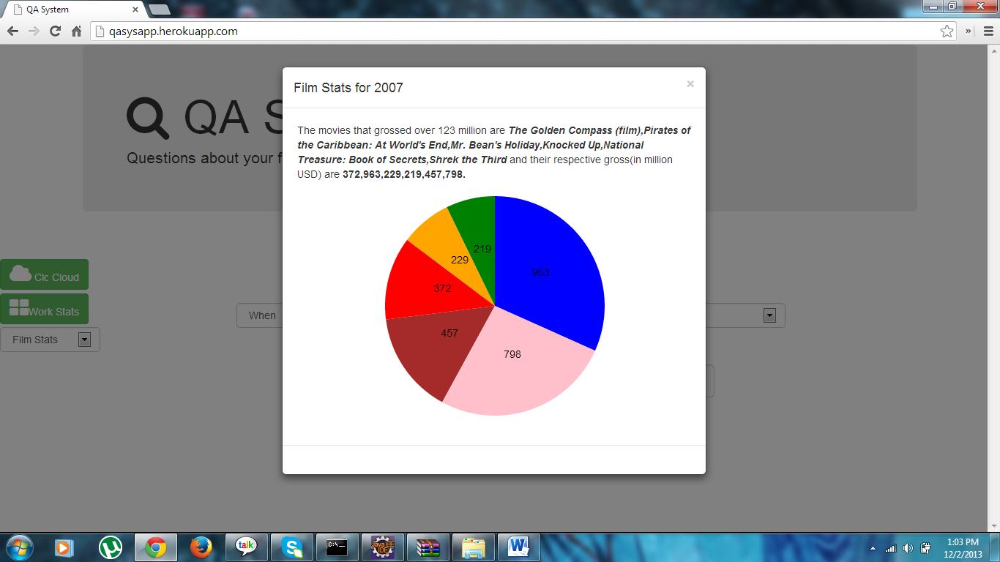 QA System
qasysapp.herokuapp.com
»
Film Stats for 2007
×
QA S
Questions about your f
The movies that grossed over 123 million are The Golden Compass (film),Pirates of
the Caribbean: At World's End,Mr. Bean's Holiday,Knocked Up,National
Treasure: Book of Secrets,Shrek the Third and their respective gross(in million
USD) are 372,963,229,219,457,798.
219
229
963
372
457
798
Clc Cloud
Work Stats
Film Stats
When
talk
C:\.
Java EE
IDE
1:03 PM
12/2/2013